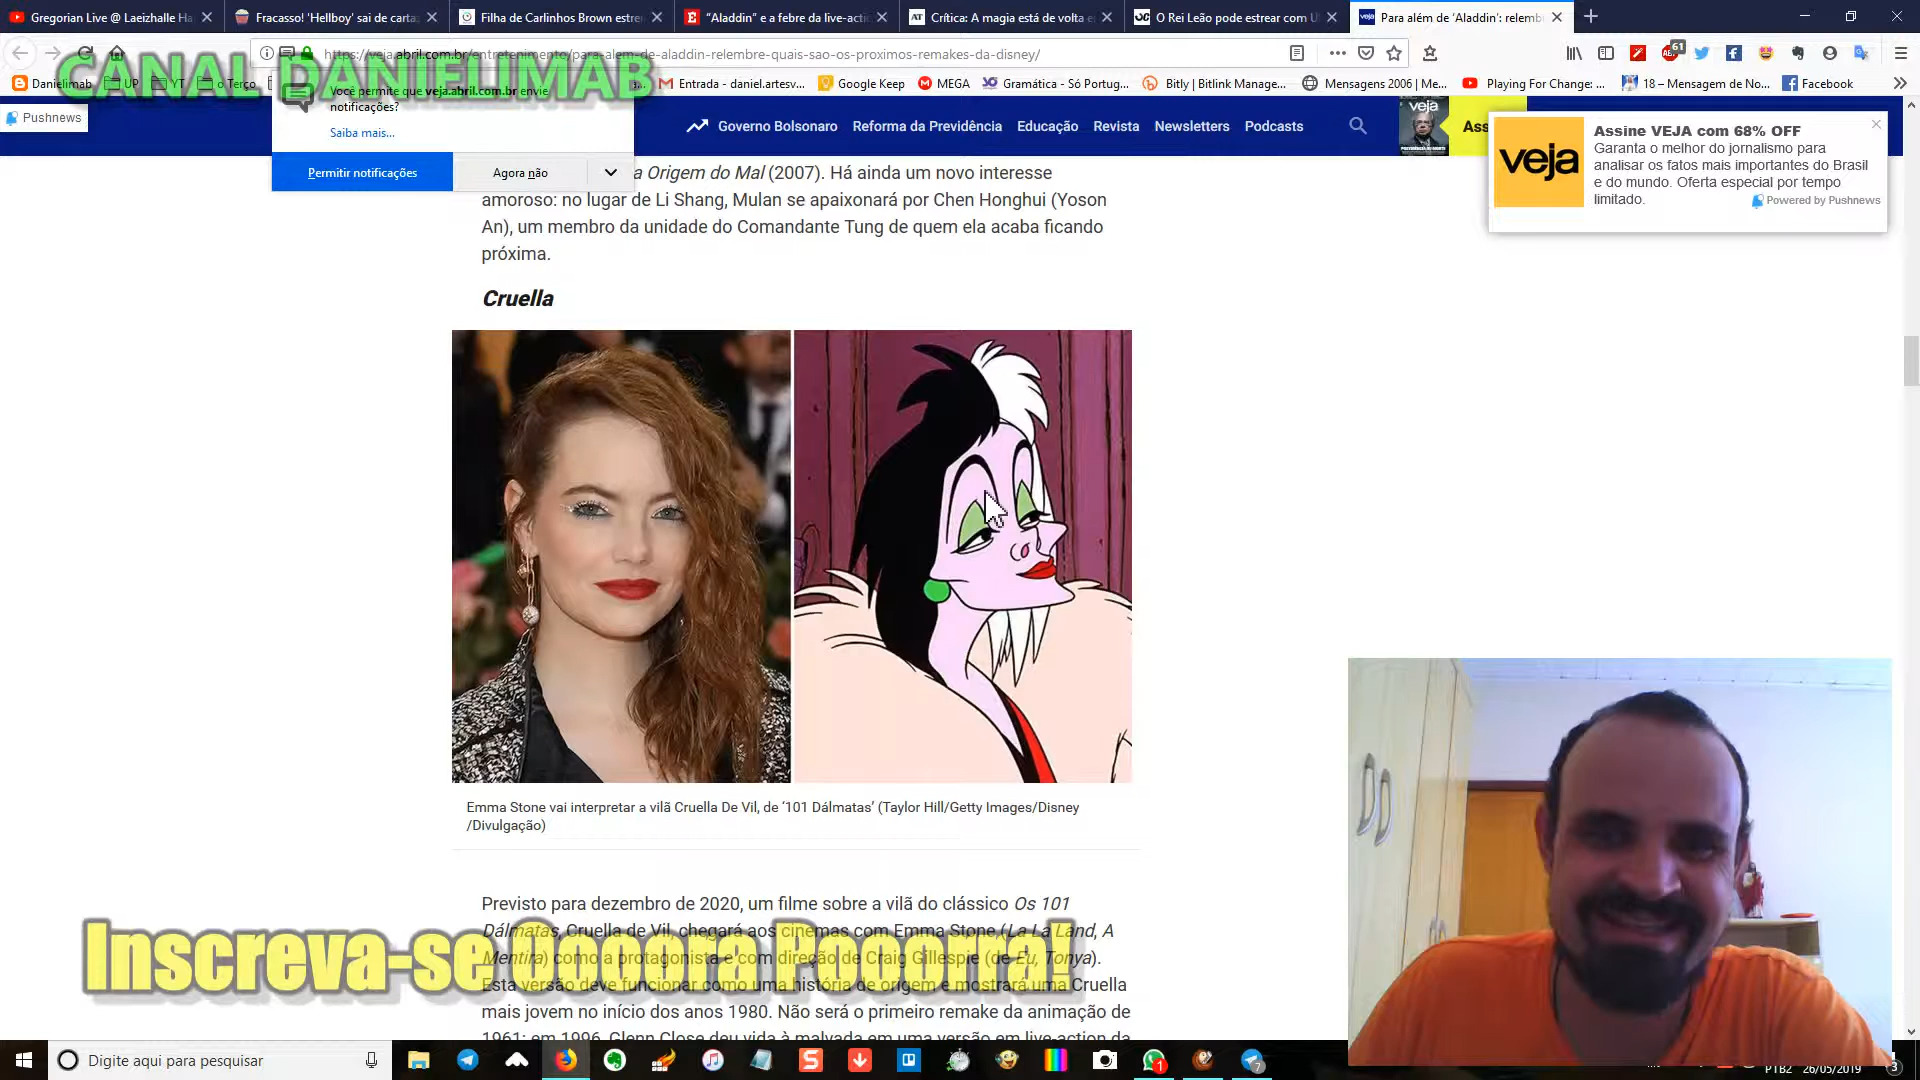 Gregorian Live @ Laeizhalle Ha
Fracasso! 'Hellboy' sai de carta
Filha de Carlinhos Brown estre
"Aladdin" e a febre da live-acti
Crítica: A magia está de volta e
O Rei Leão pode estrear com U
Para além de 'Aladdin': relemb
https://veja.abril.com.br/entretenimento/para-alem-de-aladdin-relembre-quais-sao-os-proximos-remakes-da-disney/
61
CANAL DANIELIMAB
Danielimab
UP
YT
o Terço
Entrada - daniel.artesv...
Google Keep
MEGA
Gramática - Só Portug...
Bitly | Bitlink Manage...
Mensagens 2006 | Me...
Playing For Change: ...
18 – Mensagem de No...
Facebook
Você permite que veja.abril.com.br envie
notificações?
Saiba mais...
Permitir notificações
Agora não
Pushnews
Governo Bolsonaro
Reforma da Previdência
Educação
Revista
Newsletters
Podcasts
veja
Ass
veja
Assine VEJA com 68% OFF
Garanta o melhor do jornalismo para
analisar os fatos mais importantes do Brasil
e do mundo. Oferta especial por tempo
limitado.
Powered by Pushnews
a Origem do Mal (2007). Há ainda um novo interesse
amoroso: no lugar de Li Shang, Mulan se apaixonará por Chen Honghui (Yoson
An), um membro da unidade do Comandante Tung de quem ela acaba ficando
próxima.
Cruella
Emma Stone vai interpretar a vilã Cruella De Vil, de '101 Dálmatas' (Taylor Hill/Getty Images/Disney
/Divulgação)
Previsto para dezembro de 2020, um filme sobre a vilã do clássico Os 101
Dálmatas, Cruella de Vil, chegará aos cinemas com Emma Stone (La La Land, A
Mentira) como a protagonista e com direção de Craig Gillespie (de Eu, Tonya).
Esta versão deve funcionar como uma história de origem e mostrará uma Cruella
mais jovem no início dos anos 1980. Não será o primeiro remake da animação de
1961: em 1996, Glenn Close deu vida à malvada em uma versão em live-action da
Inscreva-se Oooora Pooorra!
Digite aqui para pesquisar
1
7
PTB2
26/05/2019
3